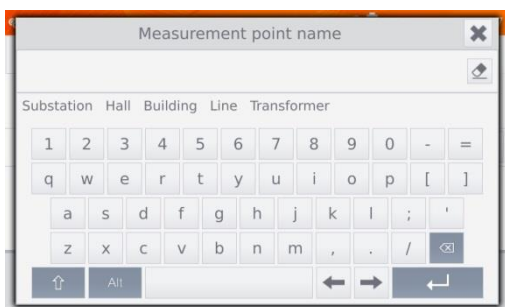 Measurement point name
Substation Hall Building Line Transformer
1 2 3 4 5 6 7 8 9 0 - =
q w e r t y u i o p [ ]
a s d f g h j k l ; '
z x c v b n m , . /
Alt